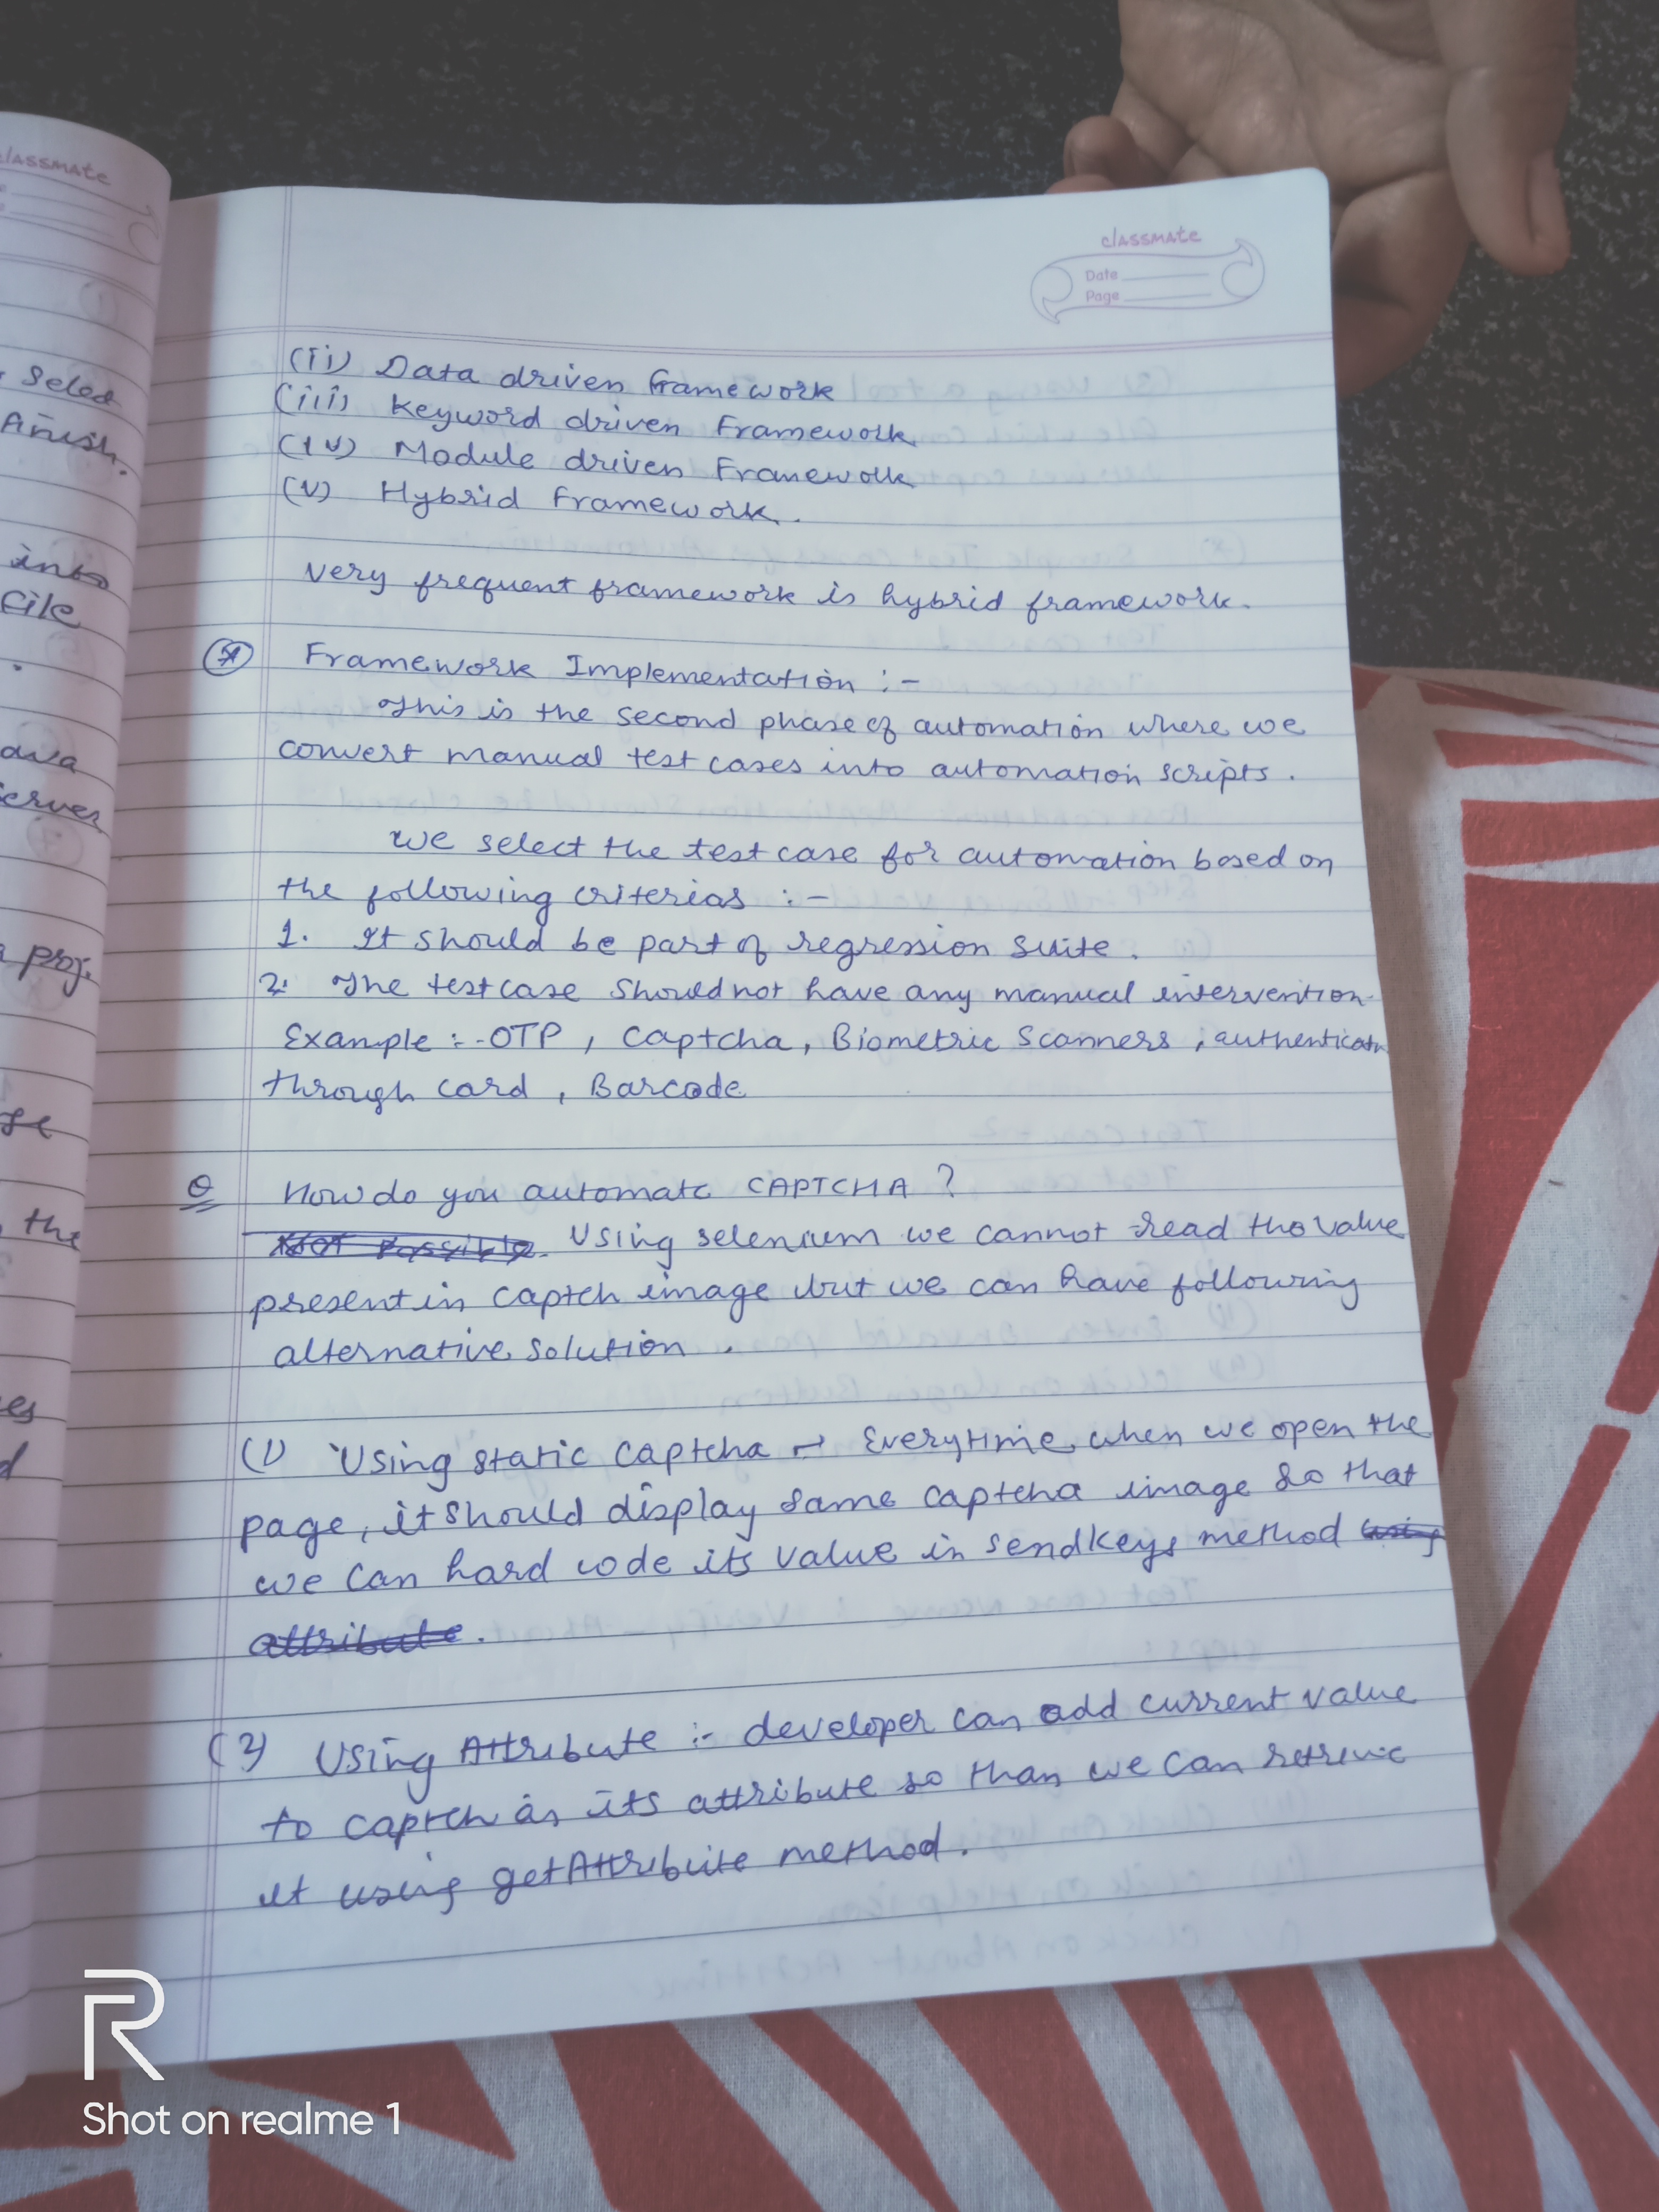 classmate
Seled
Finish.
into
file
.
ava
server
proj.
se
the
es
d
classmate
Date
Page
(ii) Data driven framework
(iii) Keyword driven Framework
(iv) Module driven Framework
(v) Hybrid Framework.
very frequent framework is hybrid framework.
Framework Implementation :-
This is the second phase of automation where we
convert manual test cases into automation scripts.
we select the test case for automation based on
the following criterias :-
1. It should be part of regression suite.
2. The testcase should not have any manual intervention.
Example :- OTP, Captcha, Biometric Scanners, authenticatn
through card, Barcode
Q How do you automate CAPTCHA?
Not Possible. Using selenium we cannot read the value
present in captch image but we can have following
alternative solution.
(1) Using static captcha → Everytime when we open the
page, it should display same captcha image so that
we can hard code its value in sendkeys method using
attribute.
(2) Using Attribute :- developer can add current value
to captch as its attribute so than we can retreive
it using getAttribute method.
R
Shot on realme 1